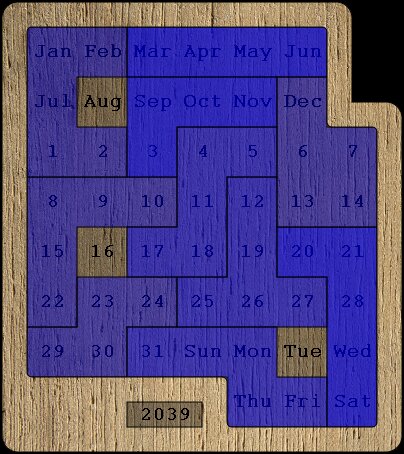 Jan Feb Mar Apr May Jun
Jul Aug Sep Oct Nov Dec
1 2 3 4 5 6 7
8 9 10 11 12 13 14
15 16 17 18 19 20 21
22 23 24 25 26 27 28
29 30 31 Sun Mon Tue Wed
Thu Fri Sat
2039